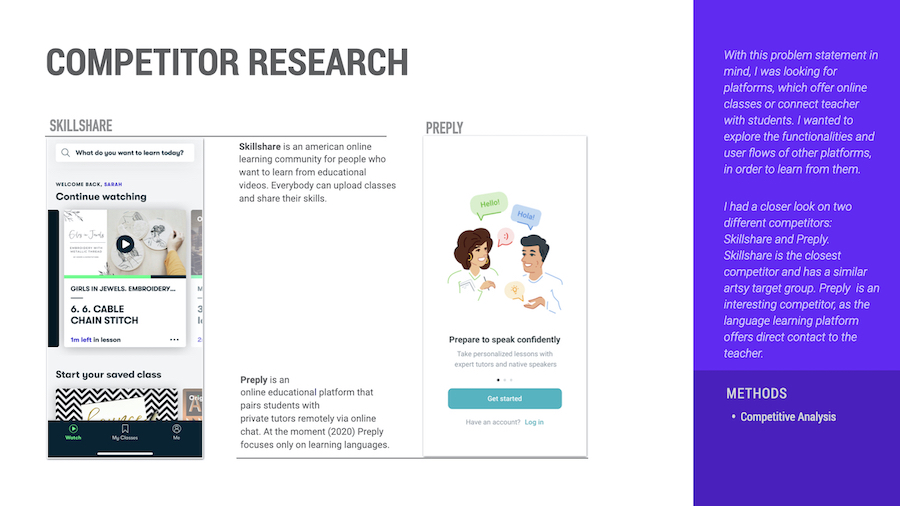 COMPETITOR RESEARCH
SKILLSHARE
What do you want to learn today?
WELCOME BACK, SARAH
Continue watching
Girls in Jewels
EMBROIDERY WITH
METALLIC THREAD
GIRLS IN JEWELS. EMBROIDERY...
6. 6. CABLE
CHAIN STITCH
1m left in lesson
Start your saved class
Watch
My Classes
Me
Skillshare is an american online
learning community for people who
want to learn from educational
videos. Everybody can upload classes
and share their skills.
Preply is an
online educational platform that
pairs students with
private tutors remotely via online
chat. At the moment (2020) Preply
focuses only on learning languages.
PREPLY
Hello!
Hola!
:)
Prepare to speak confidently
Take personalized lessons with
expert tutors and native speakers
Get started
Have an account? Log in
With this problem statement in
mind, I was looking for
platforms, which offer online
classes or connect teacher
with students. I wanted to
explore the functionalities and
user flows of other platforms,
in order to learn from them.
I had a closer look on two
different competitors:
Skillshare and Preply.
Skillshare is the closest
competitor and has a similar
artsy target group. Preply is an
interesting competitor, as the
language learning platform
offers direct contact to the
teacher.
METHODS
• Competitive Analysis